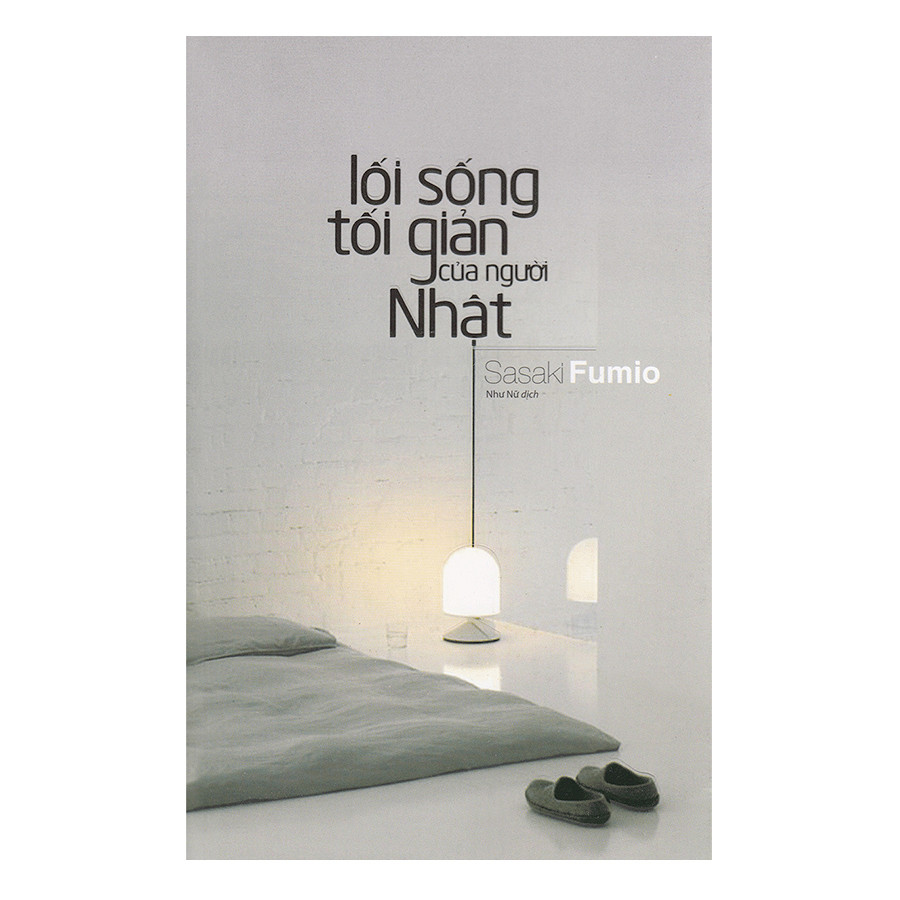 lối sống
tối giản
của người
Nhật
Sasaki Fumio
Như Nữ dịch